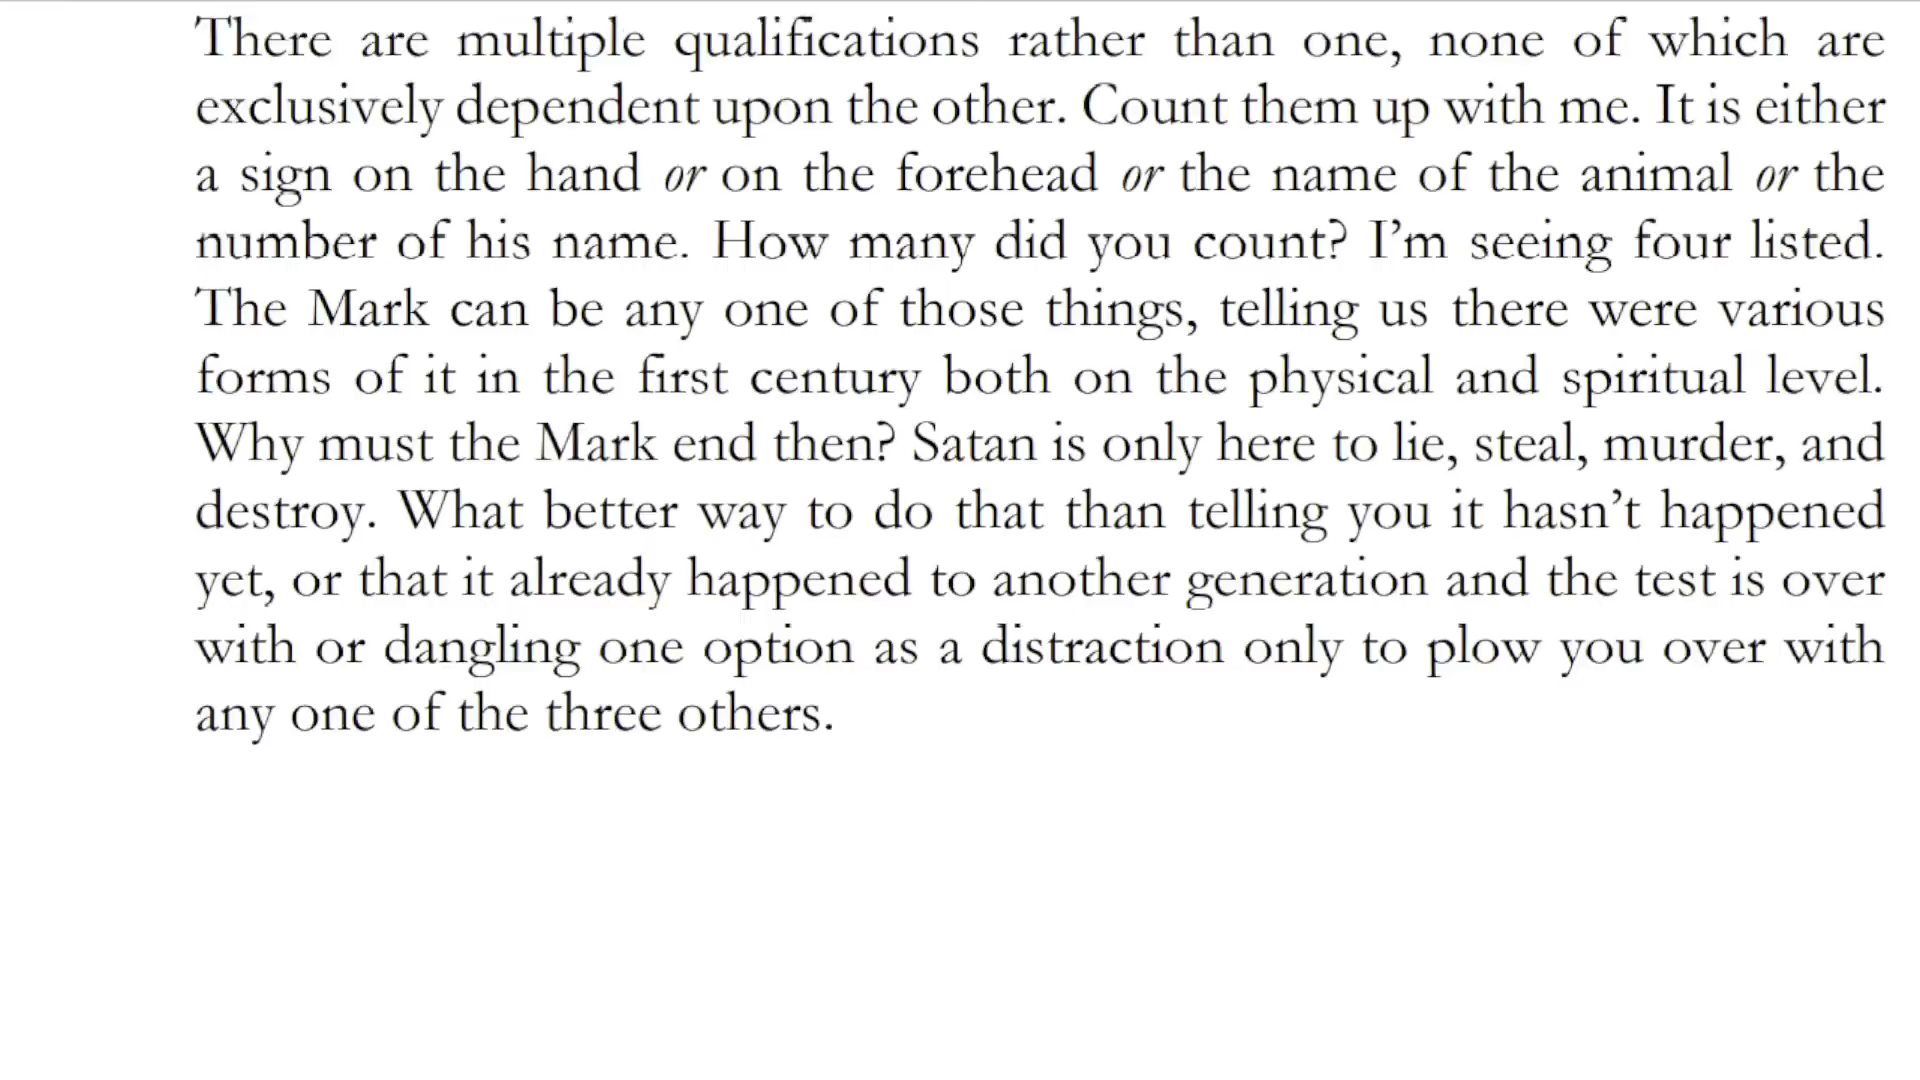 There are multiple qualifications rather than one, none of which are
exclusively dependent upon the other. Count them up with me. It is either
a sign on the hand or on the forehead or the name of the animal or the
number of his name. How many did you count? I’m seeing four listed.
The Mark can be any one of those things, telling us there were various
forms of it in the first century both on the physical and spiritual level.
Why must the Mark end then? Satan is only here to lie, steal, murder, and
destroy. What better way to do that than telling you it hasn’t happened
yet, or that it already happened to another generation and the test is over
with or dangling one option as a distraction only to plow you over with
any one of the three others.